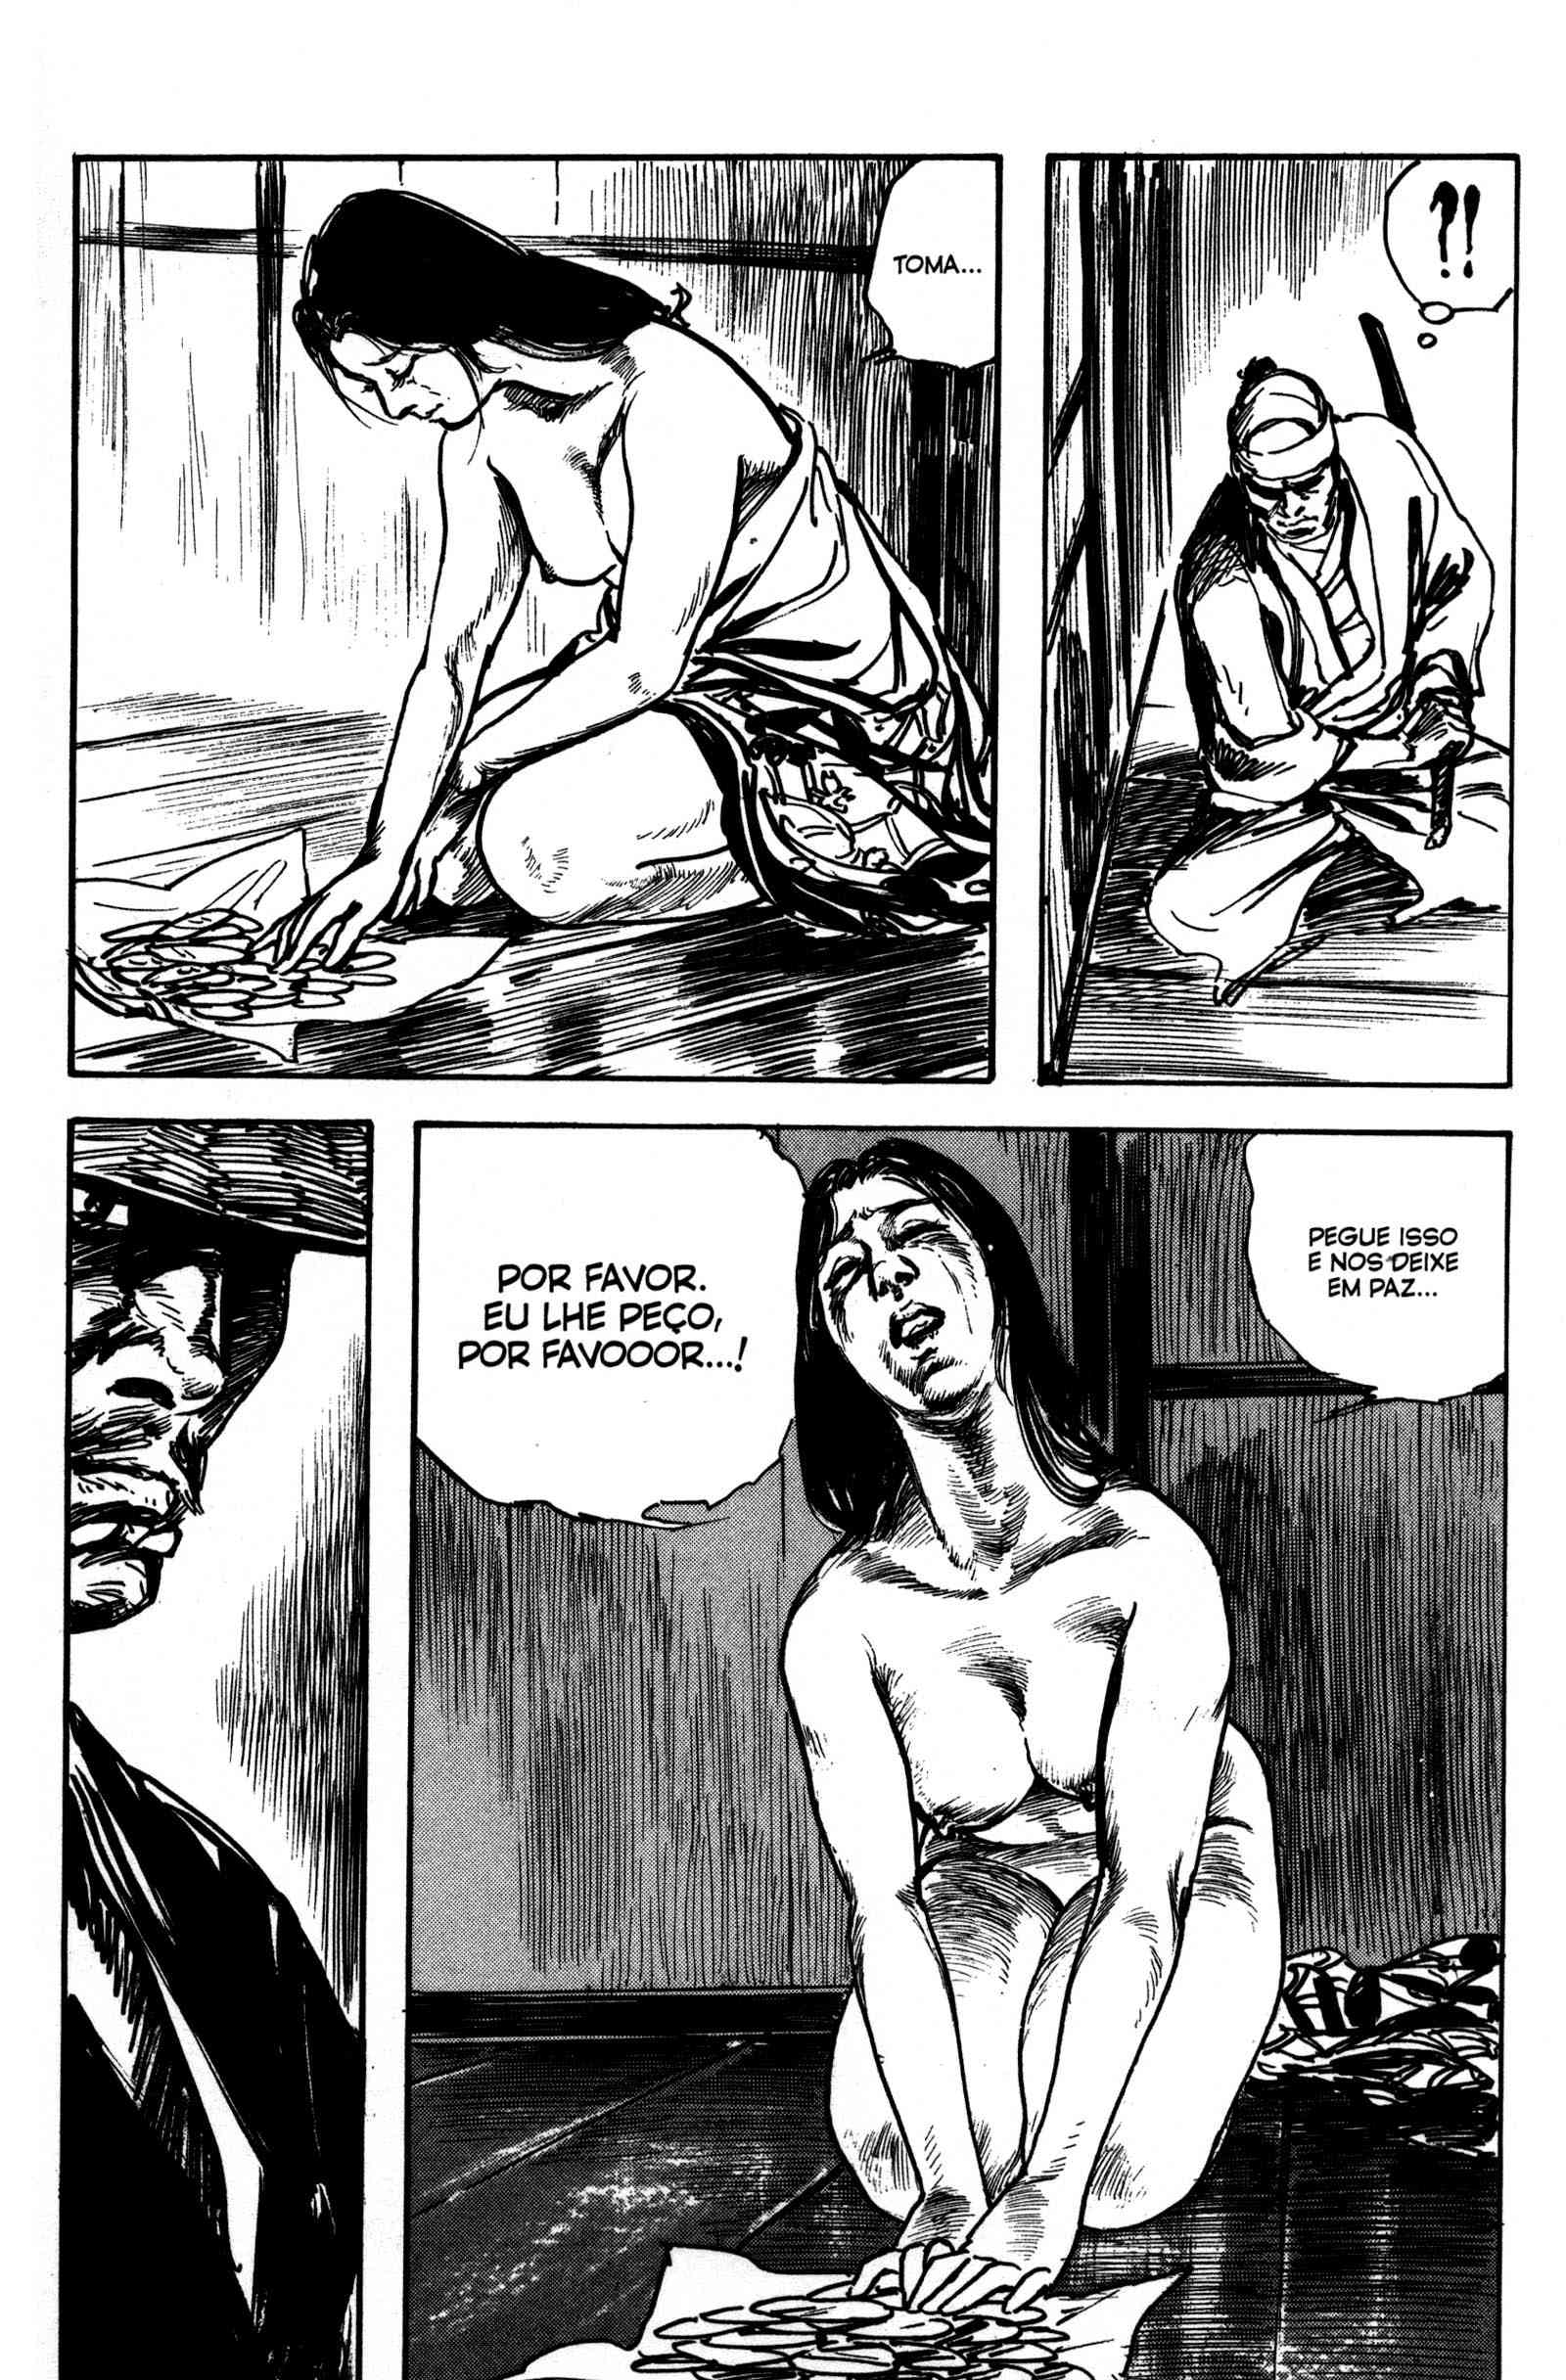 ?!
TOMA...
PEGUE ISSO
E NOS DEIXE
EM PAZ...
POR FAVOR.
EU LHE PEÇO,
POR FAVOOOR...!